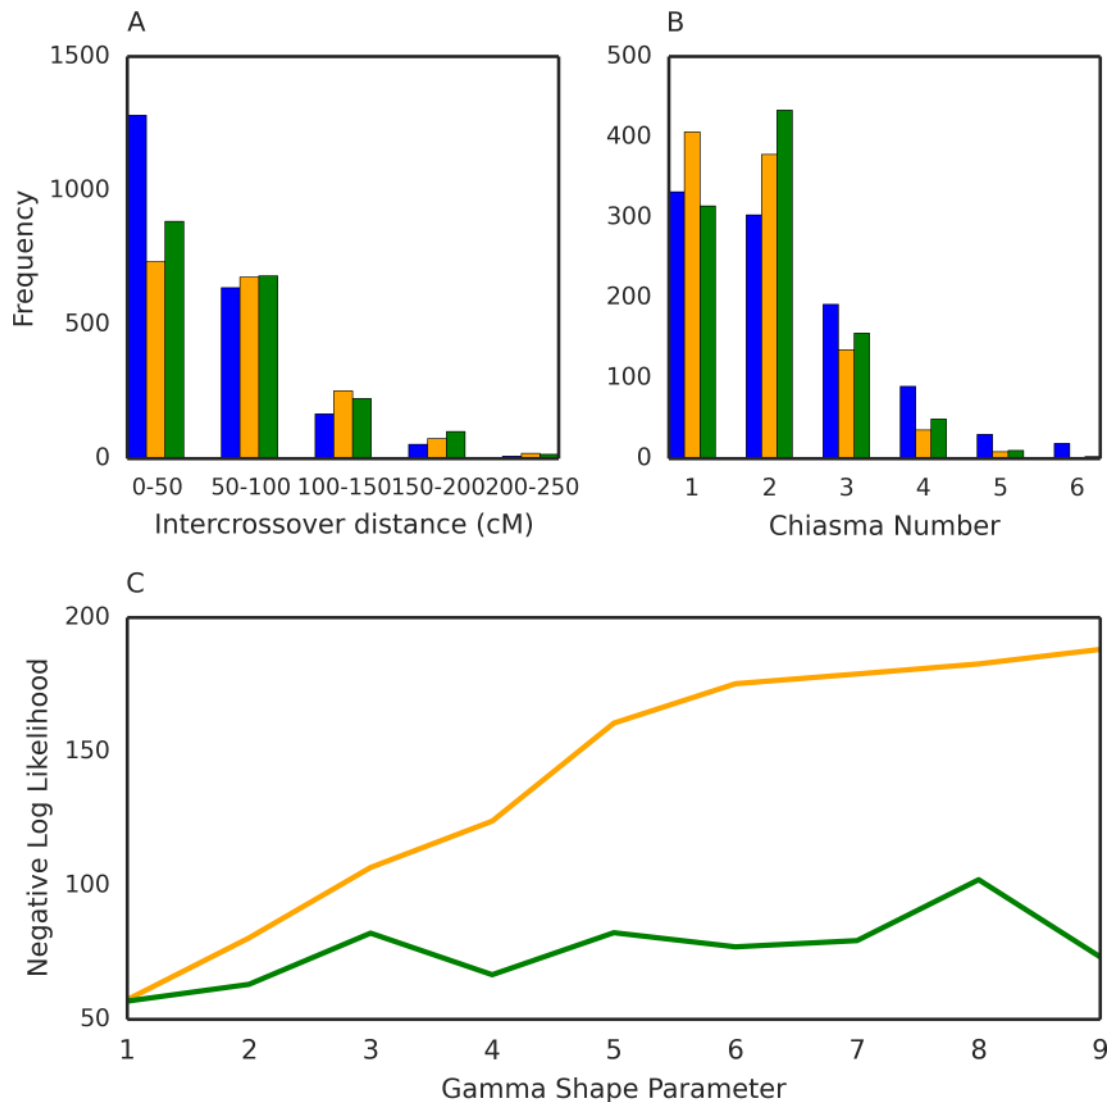 A
1500
1000
500
0
Frequency
0-50 50-100 100-150 150-200 200-250
Intercrossover distance (cM)
B
500
400
300
200
100
0
1 2 3 4 5 6
Chiasma Number
C
200
150
100
50
Negative Log Likelihood
1 2 3 4 5 6 7 8 9
Gamma Shape Parameter